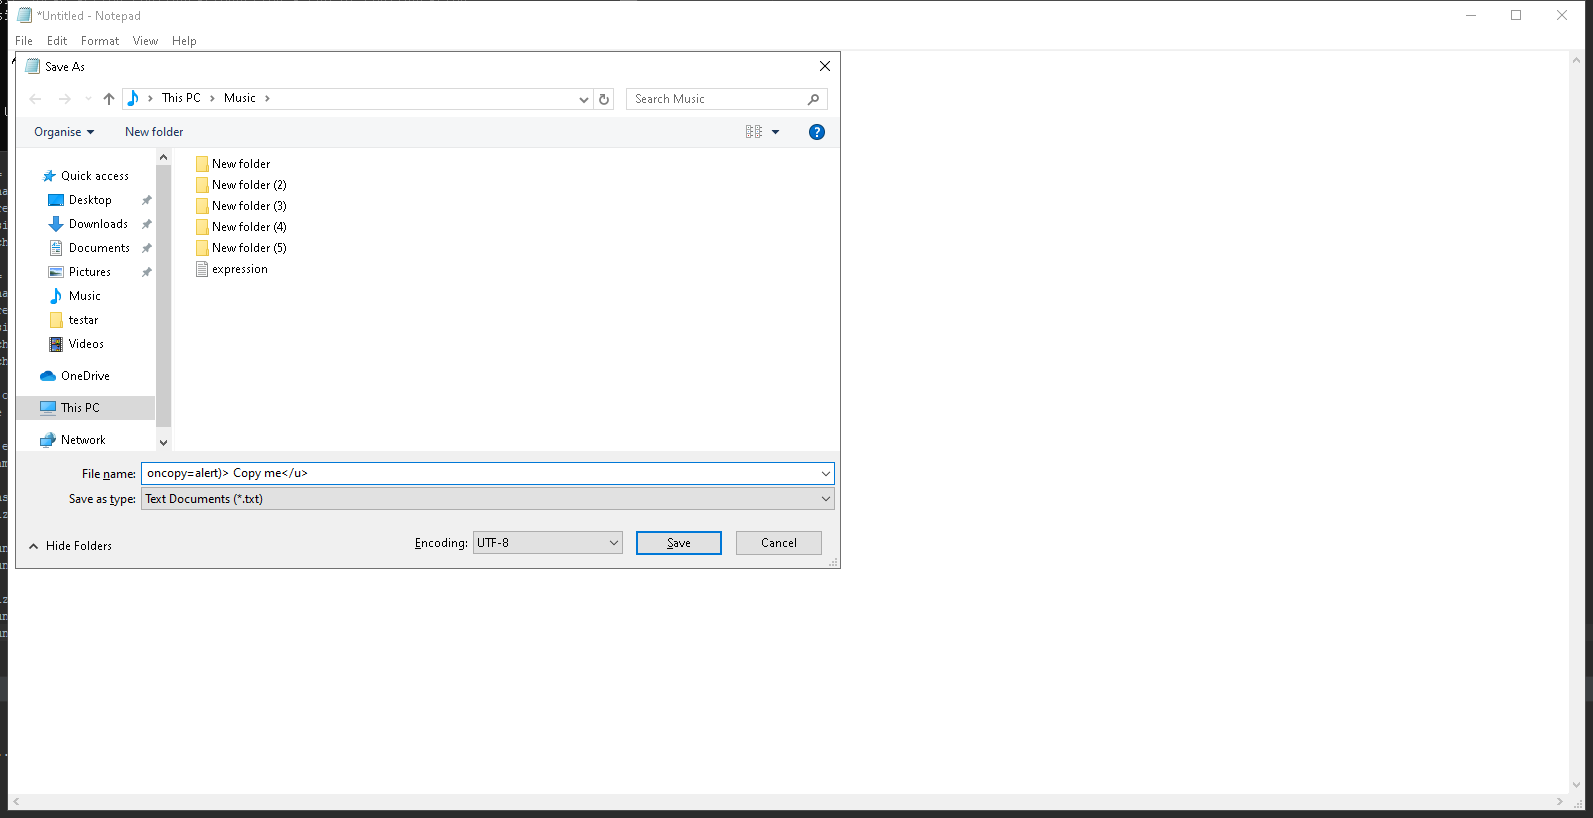 *Untitled - Notepad
File Edit Format View Help
Save As
This PC Music
Search Music
Organise New folder
Quick access
Desktop
Downloads
Documents
Pictures
Music
testar
Videos
OneDrive
This PC
Network
New folder
New folder (2)
New folder (3)
New folder (4)
New folder (5)
expression
File name: oncopy=alert)> Copy me</u>
Save as type: Text Documents (*.txt)
Hide Folders
Encoding: UTF-8 Save Cancel